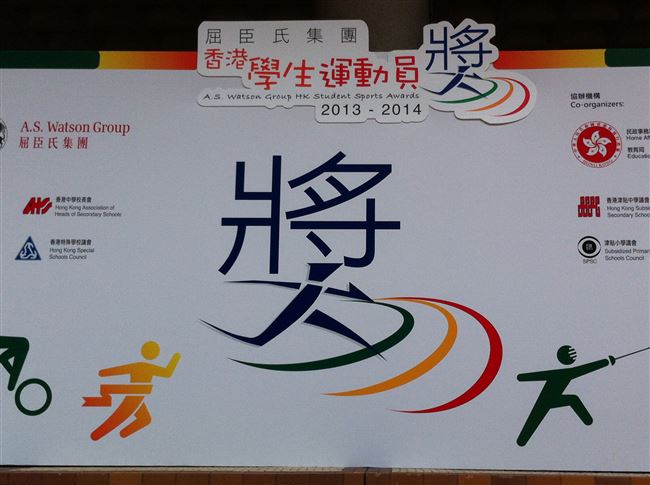 屈臣氏集團
香港學生運動員獎
A.S. Watson Group HK Student Sports Awards
2013 - 2014
A.S. Watson Group
屈臣氏集團
香港中學校長會
Hong Kong Association of
Heads of Secondary Schools
香港特殊學校議會
Hong Kong Special
Schools Council
獎
協辦機構
Co-organizers:
民政事務
Home Affa
教育局
Education
香港津貼中學議會
Hong Kong Subsi
Secondary School
津貼小學議會
Subsidized Prima
Schools Council
SPSC